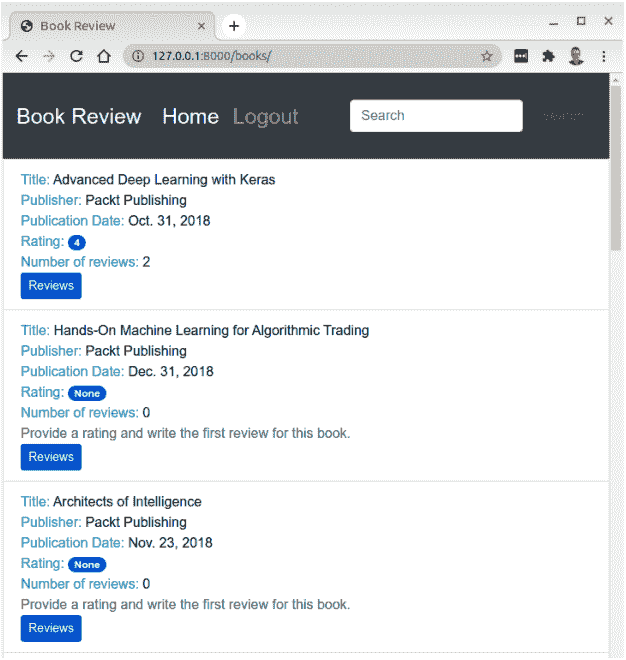 Book Review
127.0.0.1:8000/books/
Book Review Home Logout Search
Title: Advanced Deep Learning with Keras
Publisher: Packt Publishing
Publication Date: Oct. 31, 2018
Rating: 4
Number of reviews: 2
Reviews
Title: Hands-On Machine Learning for Algorithmic Trading
Publisher: Packt Publishing
Publication Date: Dec. 31, 2018
Rating: None
Number of reviews: 0
Provide a rating and write the first review for this book.
Reviews
Title: Architects of Intelligence
Publisher: Packt Publishing
Publication Date: Nov. 23, 2018
Rating: None
Number of reviews: 0
Provide a rating and write the first review for this book.
Reviews